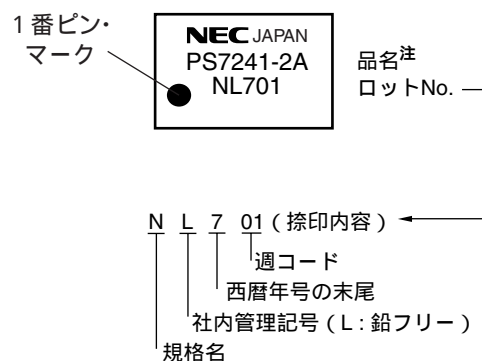 1番ピン・
マーク
NEC JAPAN
PS7241-2A
NL701
品名注
ロットNo.
N L 7 01 (捺印内容)
週コード
西暦年号の末尾
社内管理記号(L:鉛フリー)
規格名